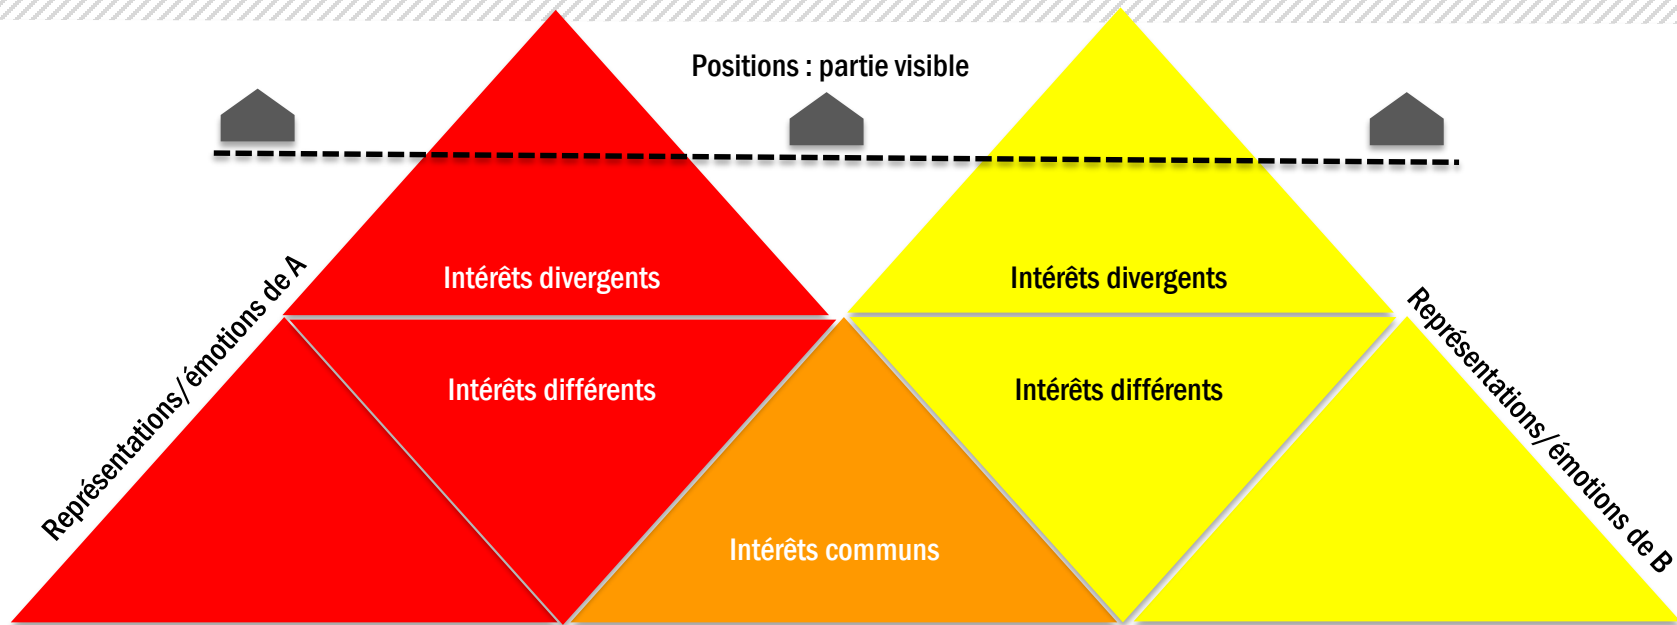 Positions : partie visible
Représentations/émotions de A
Intérêts divergents
Intérêts divergents
Représentations/émotions de B
Intérêts différents
Intérêts différents
Intérêts communs